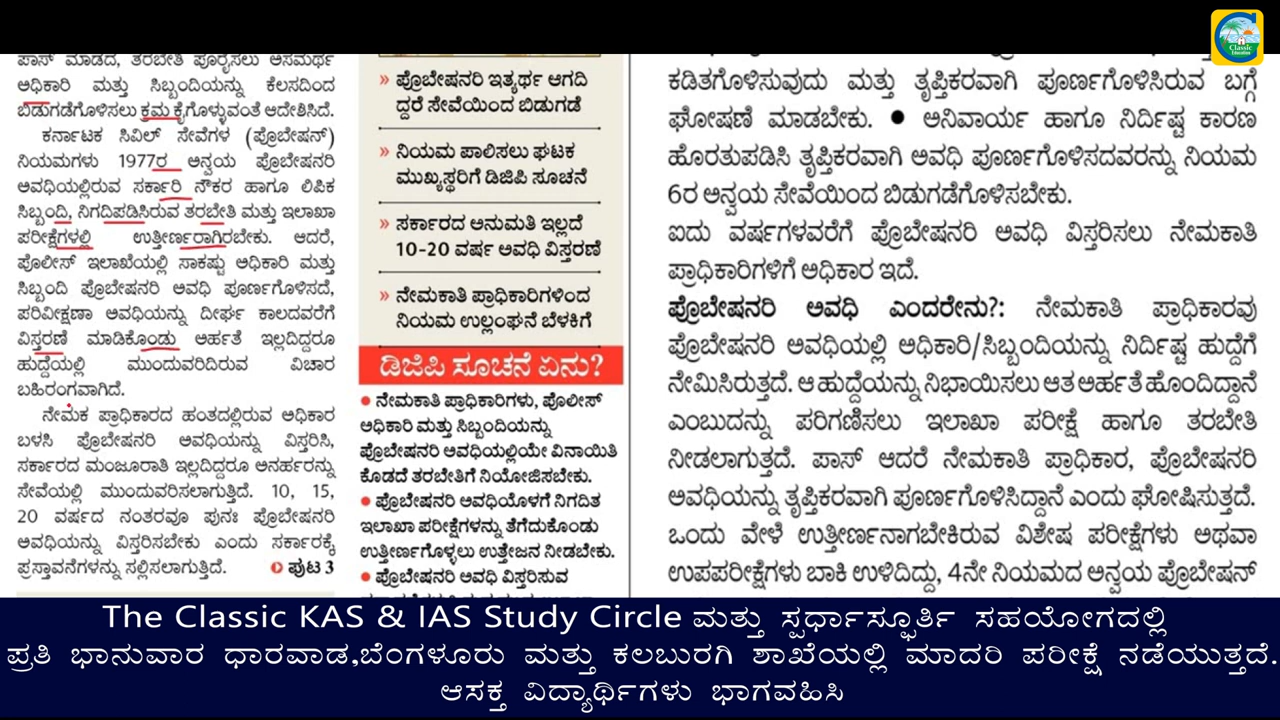 Classic
Education
ಪಾಸ್ ಮಾಡದ, ತರಬೇತಿ ಪೂರೈಸಲು ಅಸಮರ್ಥ
ಅಧಿಕಾರಿ ಮತ್ತು ಸಿಬ್ಬಂದಿಯನ್ನು ಕೆಲಸದಿಂದ
ಬಿಡುಗಡೆಗೊಳಿಸಲು ಕ್ರಮ ಕೈಗೊಳ್ಳುವಂತೆ ಆದೇಶಿಸಿದೆ.
ಕರ್ನಾಟಕ ಸಿವಿಲ್ ಸೇವೆಗಳ (ಪ್ರೊಬೇಷನ್)
ನಿಯಮಗಳು 1977ರ ಅನ್ವಯ ಪ್ರೊಬೇಷನರಿ
ಅವಧಿಯಲ್ಲಿರುವ ಸರ್ಕಾರಿ ನೌಕರ ಹಾಗೂ ಲಿಪಿಕ
ಸಿಬ್ಬಂದಿ, ನಿಗದಿಪಡಿಸಿರುವ ತರಬೇತಿ ಮತ್ತು ಇಲಾಖಾ
ಪರೀಕ್ಷೆಗಳಲ್ಲಿ ಉತ್ತೀರ್ಣರಾಗಿರಬೇಕು. ಆದರೆ,
ಪೊಲೀಸ್ ಇಲಾಖೆಯಲ್ಲಿ ಸಾಕಷ್ಟು ಅಧಿಕಾರಿ ಮತ್ತು
ಸಿಬ್ಬಂದಿ ಪ್ರೊಬೇಷನರಿ ಅವಧಿ ಪೂರ್ಣಗೊಳಿಸದೆ,
ಪರಿವೀಕ್ಷಣಾ ಅವಧಿಯನ್ನು ದೀರ್ಘ ಕಾಲದವರೆಗೆ
ವಿಸ್ತರಣೆ ಮಾಡಿಕೊಂಡು ಅರ್ಹತೆ ಇಲ್ಲದಿದ್ದರೂ
ಹುದ್ದೆಯಲ್ಲಿ ಮುಂದುವರಿದಿರುವ ವಿಚಾರ
ಬಹಿರಂಗವಾಗಿದೆ.
ನೇಮಕ ಪ್ರಾಧಿಕಾರದ ಹಂತದಲ್ಲಿರುವ ಅಧಿಕಾರ
ಬಳಸಿ ಪ್ರೊಬೇಷನರಿ ಅವಧಿಯನ್ನು ವಿಸ್ತರಿಸಿ,
ಸರ್ಕಾರದ ಮಂಜೂರಾತಿ ಇಲ್ಲದಿದ್ದರೂ ಅನರ್ಹರನ್ನು
ಸೇವೆಯಲ್ಲಿ ಮುಂದುವರಿಸಲಾಗುತ್ತಿದೆ. 10, 15,
20 ವರ್ಷದ ನಂತರವೂ ಪುನಃ ಪ್ರೊಬೇಷನರಿ
ಅವಧಿಯನ್ನು ವಿಸ್ತರಿಸಬೇಕು ಎಂದು ಸರ್ಕಾರಕ್ಕೆ
ಪ್ರಸ್ತಾವನೆಗಳನ್ನು ಸಲ್ಲಿಸಲಾಗುತ್ತಿದೆ. ಪುಟ 3
» ಪ್ರೊಬೇಷನರಿ ಇತ್ಯರ್ಥ ಆಗದಿ
ದ್ದರೆ ಸೇವೆಯಿಂದ ಬಿಡುಗಡೆ
» ನಿಯಮ ಪಾಲಿಸಲು ಘಟಕ
ಮುಖ್ಯಸ್ಥರಿಗೆ ಡಿಜಿಪಿ ಸೂಚನೆ
» ಸರ್ಕಾರದ ಅನುಮತಿ ಇಲ್ಲದೆ
10-20 ವರ್ಷ ಅವಧಿ ವಿಸ್ತರಣೆ
» ನೇಮಕಾತಿ ಪ್ರಾಧಿಕಾರಿಗಳಿಂದ
ನಿಯಮ ಉಲ್ಲಂಘನೆ ಬೆಳಕಿಗೆ
ಡಿಜಿಪಿ ಸೂಚನೆ ಏನು?
● ನೇಮಕಾತಿ ಪ್ರಾಧಿಕಾರಿಗಳು, ಪೊಲೀಸ್
ಅಧಿಕಾರಿ ಮತ್ತು ಸಿಬ್ಬಂದಿಯನ್ನು
ಪ್ರೊಬೇಷನರಿ ಅವಧಿಯಲ್ಲಿಯೇ ವಿನಾಯಿತಿ
ಕೊಡದೆ ತರಬೇತಿಗೆ ನಿಯೋಜಿಸಬೇಕು.
● ಪ್ರೊಬೇಷನರಿ ಅವಧಿಯೊಳಗೆ ನಿಗದಿತ
ಇಲಾಖಾ ಪರೀಕ್ಷೆಗಳನ್ನು ತೆಗೆದುಕೊಂಡು
ಉತ್ತೀರ್ಣಗೊಳ್ಳಲು ಉತ್ತೇಜನ ನೀಡಬೇಕು.
● ಪ್ರೊಬೇಷನರಿ ಅವಧಿ ವಿಸ್ತರಿಸುವ
ಕಡಿತಗೊಳಿಸುವುದು ಮತ್ತು ತೃಪ್ತಿಕರವಾಗಿ ಪೂರ್ಣಗೊಳಿಸಿರುವ ಬಗ್ಗೆ
ಘೋಷಣೆ ಮಾಡಬೇಕು. ● ಅನಿವಾರ್ಯ ಹಾಗೂ ನಿರ್ದಿಷ್ಟ ಕಾರಣ
ಹೊರತುಪಡಿಸಿ ತೃಪ್ತಿಕರವಾಗಿ ಅವಧಿ ಪೂರ್ಣಗೊಳಿಸದವರನ್ನು ನಿಯಮ
6ರ ಅನ್ವಯ ಸೇವೆಯಿಂದ ಬಿಡುಗಡೆಗೊಳಿಸಬೇಕು.
ಐದು ವರ್ಷಗಳವರೆಗೆ ಪ್ರೊಬೇಷನರಿ ಅವಧಿ ವಿಸ್ತರಿಸಲು ನೇಮಕಾತಿ
ಪ್ರಾಧಿಕಾರಿಗಳಿಗೆ ಅಧಿಕಾರ ಇದೆ.
ಪ್ರೊಬೇಷನರಿ ಅವಧಿ ಎಂದರೇನು?: ನೇಮಕಾತಿ ಪ್ರಾಧಿಕಾರವು
ಪ್ರೊಬೇಷನರಿ ಅವಧಿಯಲ್ಲಿ ಅಧಿಕಾರಿ/ಸಿಬ್ಬಂದಿಯನ್ನು ನಿರ್ದಿಷ್ಟ ಹುದ್ದೆಗೆ
ನೇಮಿಸಿರುತ್ತದೆ. ಆ ಹುದ್ದೆಯನ್ನು ನಿಭಾಯಿಸಲು ಆತ ಅರ್ಹತೆ ಹೊಂದಿದ್ದಾನೆ
ಎಂಬುದನ್ನು ಪರಿಗಣಿಸಲು ಇಲಾಖಾ ಪರೀಕ್ಷೆ ಹಾಗೂ ತರಬೇತಿ
ನೀಡಲಾಗುತ್ತದೆ. ಪಾಸ್ ಆದರೆ ನೇಮಕಾತಿ ಪ್ರಾಧಿಕಾರ, ಪ್ರೊಬೇಷನರಿ
ಅವಧಿಯನ್ನು ತೃಪ್ತಿಕರವಾಗಿ ಪೂರ್ಣಗೊಳಿಸಿದ್ದಾನೆ ಎಂದು ಘೋಷಿಸುತ್ತದೆ.
ಒಂದು ವೇಳೆ ಉತ್ತೀರ್ಣನಾಗಬೇಕಿರುವ ವಿಶೇಷ ಪರೀಕ್ಷೆಗಳು ಅಥವಾ
ಉಪಪರೀಕ್ಷೆಗಳು ಬಾಕಿ ಉಳಿದಿದ್ದು, 4ನೇ ನಿಯಮದ ಅನ್ವಯ ಪ್ರೊಬೇಷನ್
The Classic KAS & IAS Study Circle ಮತ್ತು ಸ್ಪರ್ಧಾಸ್ಫೂರ್ತಿ ಸಹಯೋಗದಲ್ಲಿ
ಪ್ರತಿ ಭಾನುವಾರ ಧಾರವಾಡ,ಬೆಂಗಳೂರು ಮತ್ತು ಕಲಬುರಗಿ ಶಾಖೆಯಲ್ಲಿ ಮಾದರಿ ಪರೀಕ್ಷೆ ನಡೆಯುತ್ತದೆ.
ಆಸಕ್ತ ವಿದ್ಯಾರ್ಥಿಗಳು ಭಾಗವಹಿಸಿ